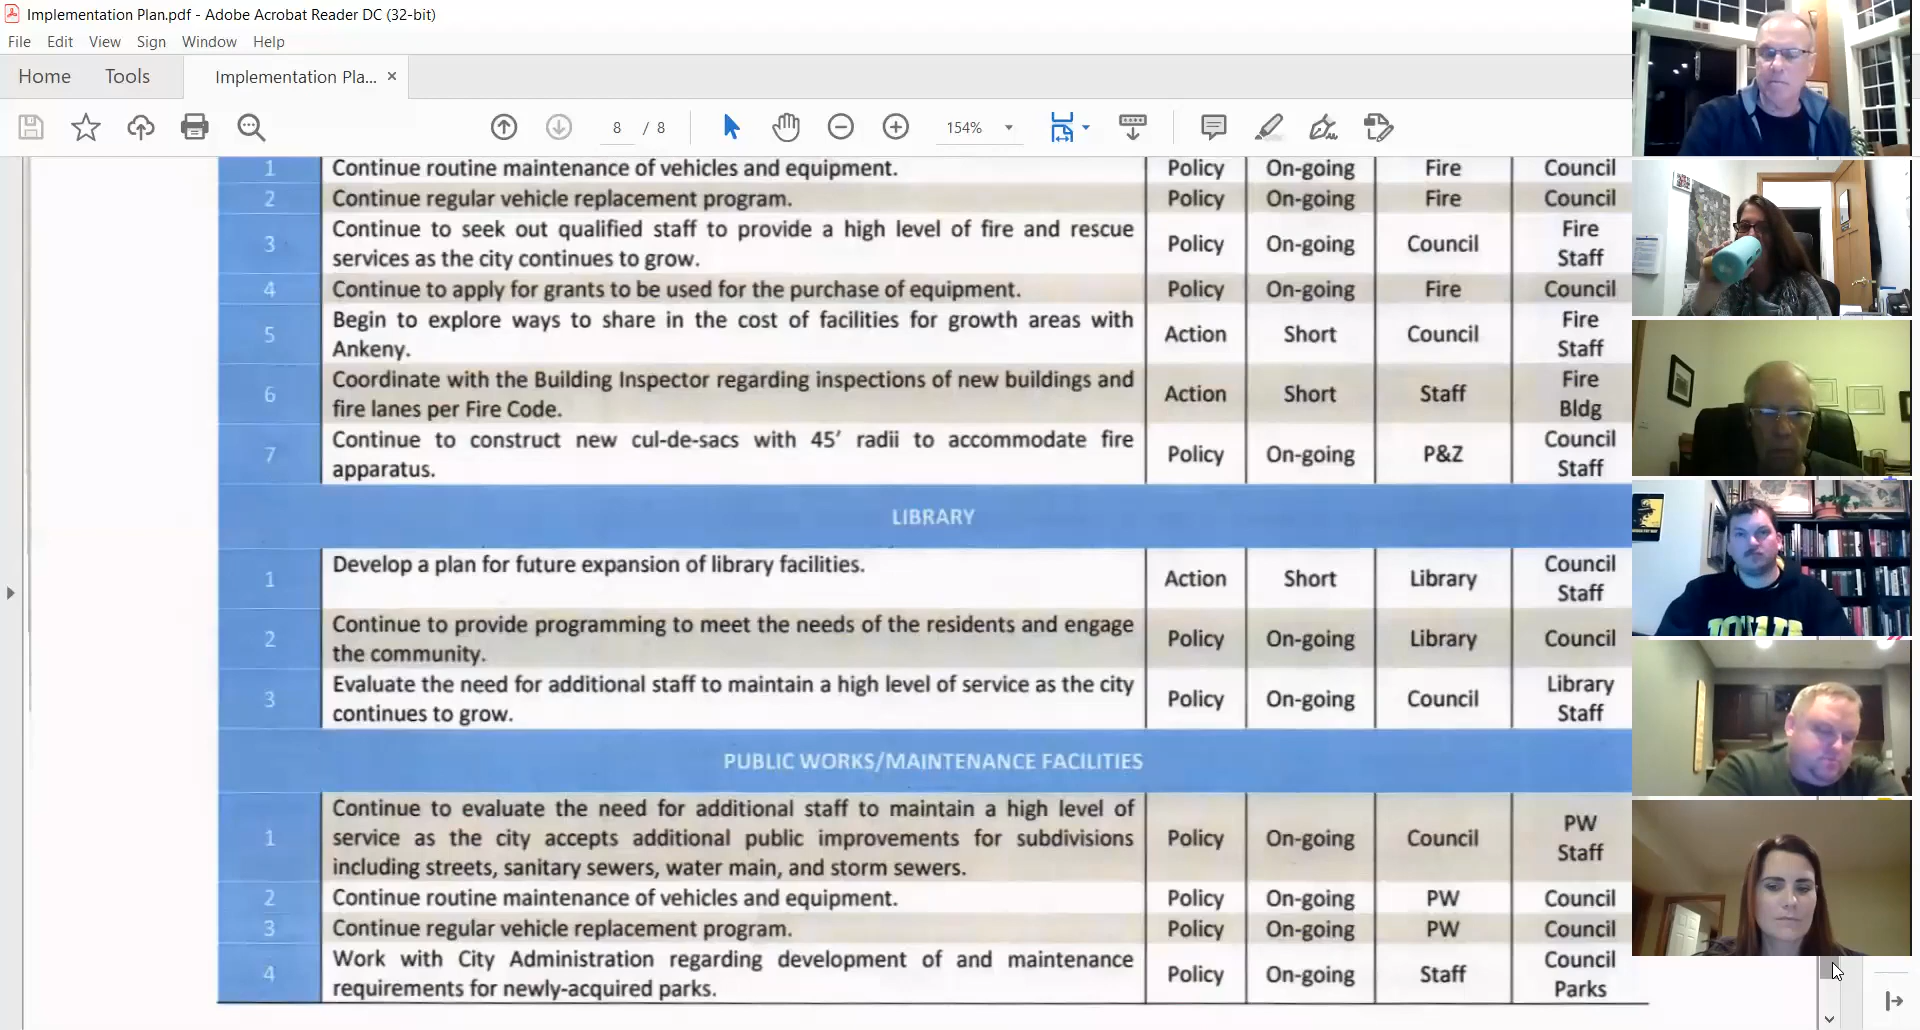 Implementation Plan.pdf - Adobe Acrobat Reader DC (32-bit)
File Edit View Sign Window Help
Home Tools Implementation Pla... ×
8 / 8 154%
1 Continue routine maintenance of vehicles and equipment. Policy On-going Fire Council
2 Continue regular vehicle replacement program. Policy On-going Fire Council
3 Continue to seek out qualified staff to provide a high level of fire and rescue
services as the city continues to grow. Policy On-going Council Fire
Staff
4 Continue to apply for grants to be used for the purchase of equipment. Policy On-going Fire Council
5 Begin to explore ways to share in the cost of facilities for growth areas with
Ankeny. Action Short Council Fire
Staff
6 Coordinate with the Building Inspector regarding inspections of new buildings and
fire lanes per Fire Code. Action Short Staff Fire
Bldg
7 Continue to construct new cul-de-sacs with 45' radii to accommodate fire
apparatus. Policy On-going P&Z Council
Staff
LIBRARY
1 Develop a plan for future expansion of library facilities. Action Short Library Council
Staff
2 Continue to provide programming to meet the needs of the residents and engage
the community. Policy On-going Library Council
3 Evaluate the need for additional staff to maintain a high level of service as the city
continues to grow. Policy On-going Council Library
Staff
PUBLIC WORKS/MAINTENANCE FACILITIES
1 Continue to evaluate the need for additional staff to maintain a high level of
service as the city accepts additional public improvements for subdivisions
including streets, sanitary sewers, water main, and storm sewers. Policy On-going Council PW
Staff
2 Continue routine maintenance of vehicles and equipment. Policy On-going PW Council
3 Continue regular vehicle replacement program. Policy On-going PW Council
4 Work with City Administration regarding development of and maintenance
requirements for newly-acquired parks. Policy On-going Staff Council
Parks